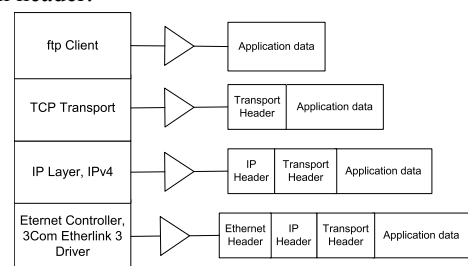 ftp Client
Application data
TCP Transport
Transport
Header
Application data
IP Layer, IPv4
IP
Header
Transport
Header
Application data
Eternet Controller,
3Com Etherlink 3
Driver
Ethernet
Header
IP
Header
Transport
Header
Application data